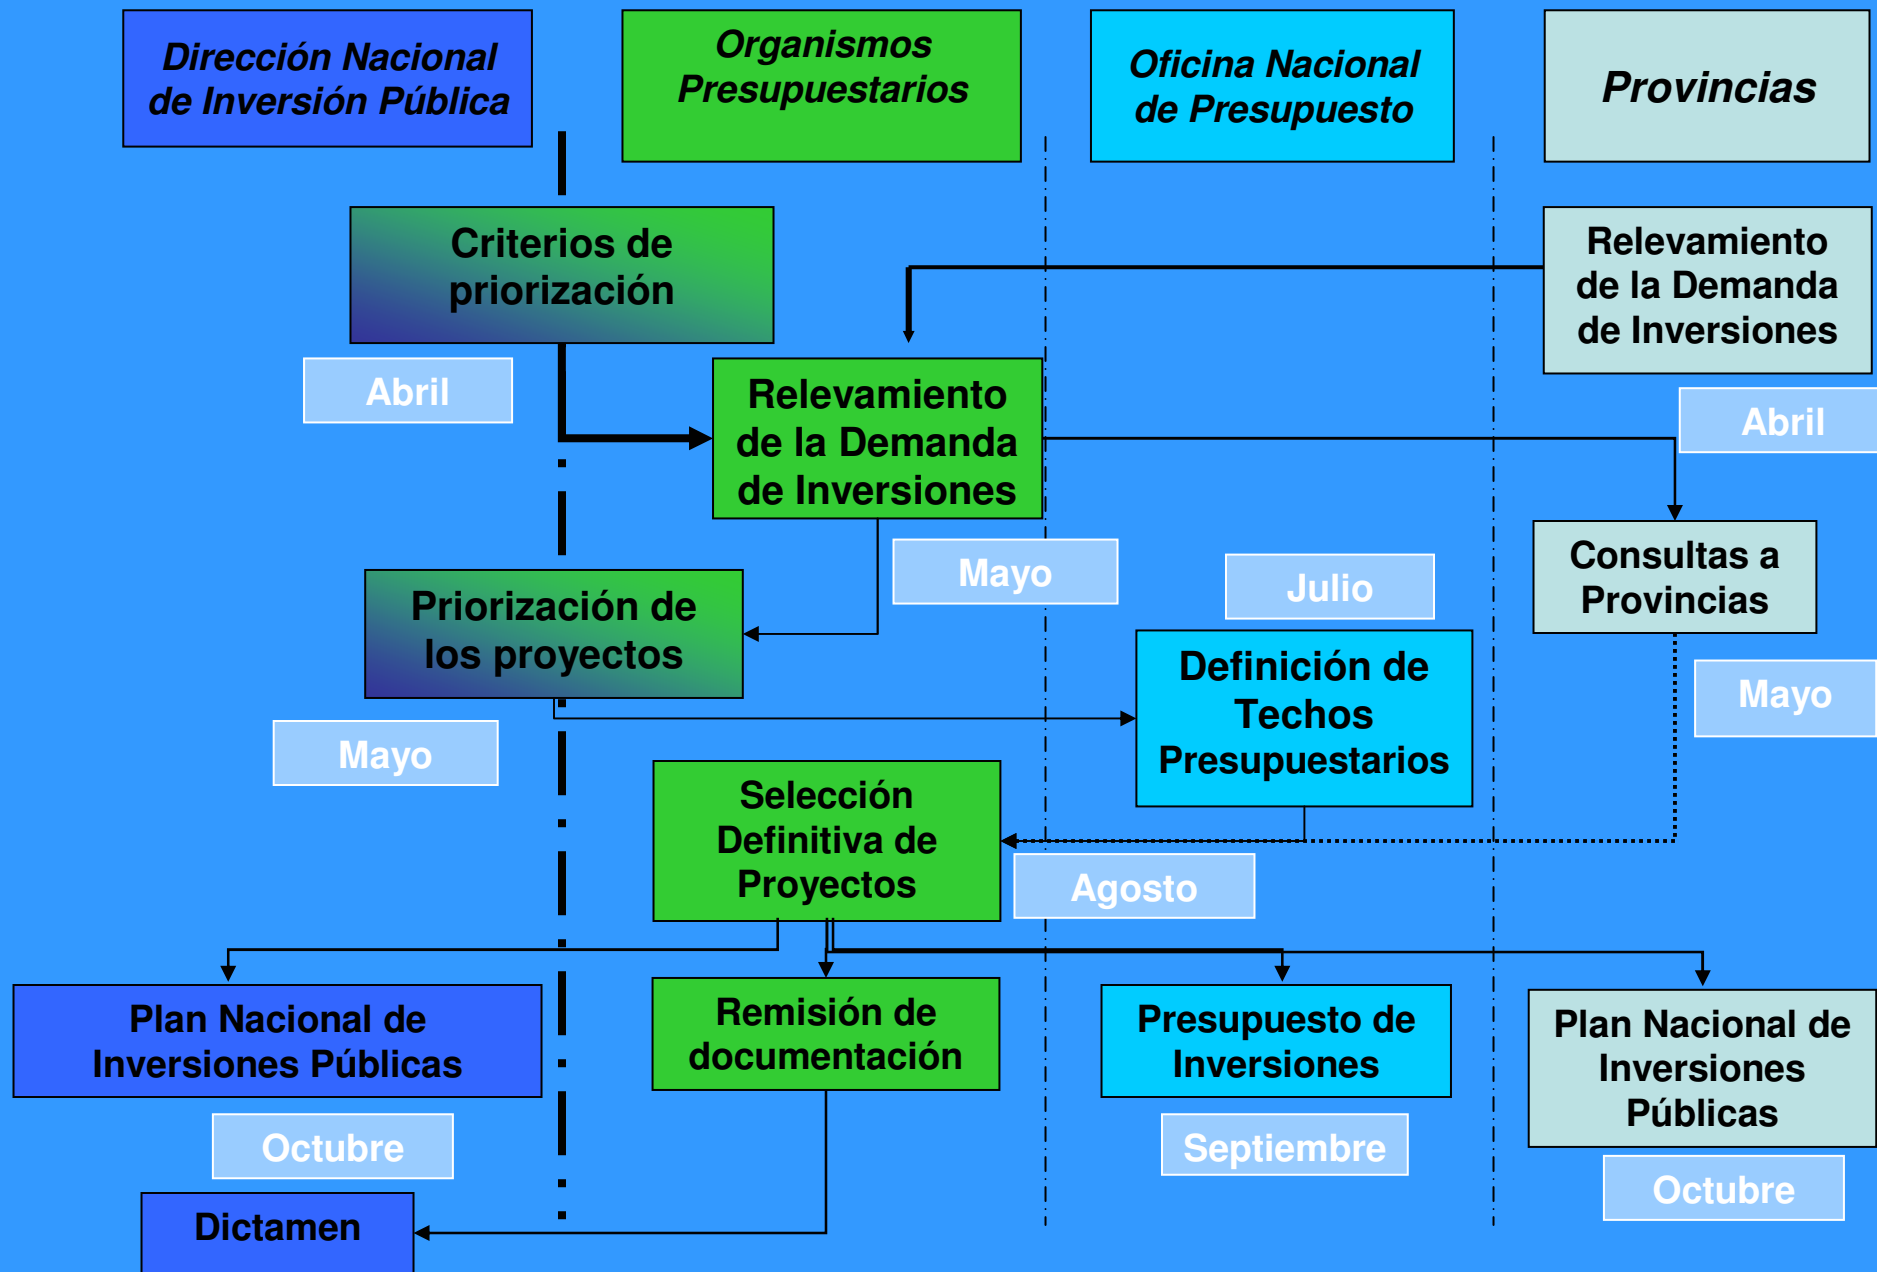 Dirección Nacional
de Inversión Pública
Organismos
Presupuestarios
Oficina Nacional
de Presupuesto
Provincias
Criterios de
priorización
Relevamiento
de la Demanda
de Inversiones
Abril
Relevamiento
de la Demanda
de Inversiones
Abril
Mayo
Julio
Consultas a
Provincias
Priorización de
los proyectos
Definición de
Techos
Presupuestarios
Mayo
Mayo
Selección
Definitiva de
Proyectos
Agosto
Plan Nacional de
Inversiones Públicas
Remisión de
documentación
Presupuesto de
Inversiones
Plan Nacional de
Inversiones
Públicas
Octubre
Septiembre
Octubre
Dictamen